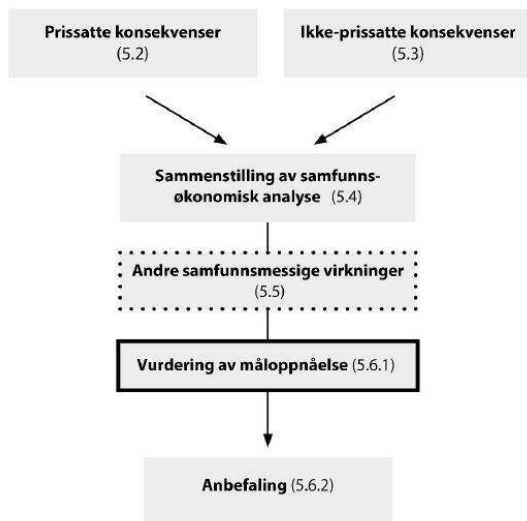 Prissatte konsekvenser
(5.2)
Ikke-prissatte konsekvenser
(5.3)
Sammenstilling av samfunns-
økonomisk analyse (5.4)
Andre samfunnsmessige virkninger
(5.5)
Vurdering av måloppnåelse (5.6.1)
Anbefaling (5.6.2)